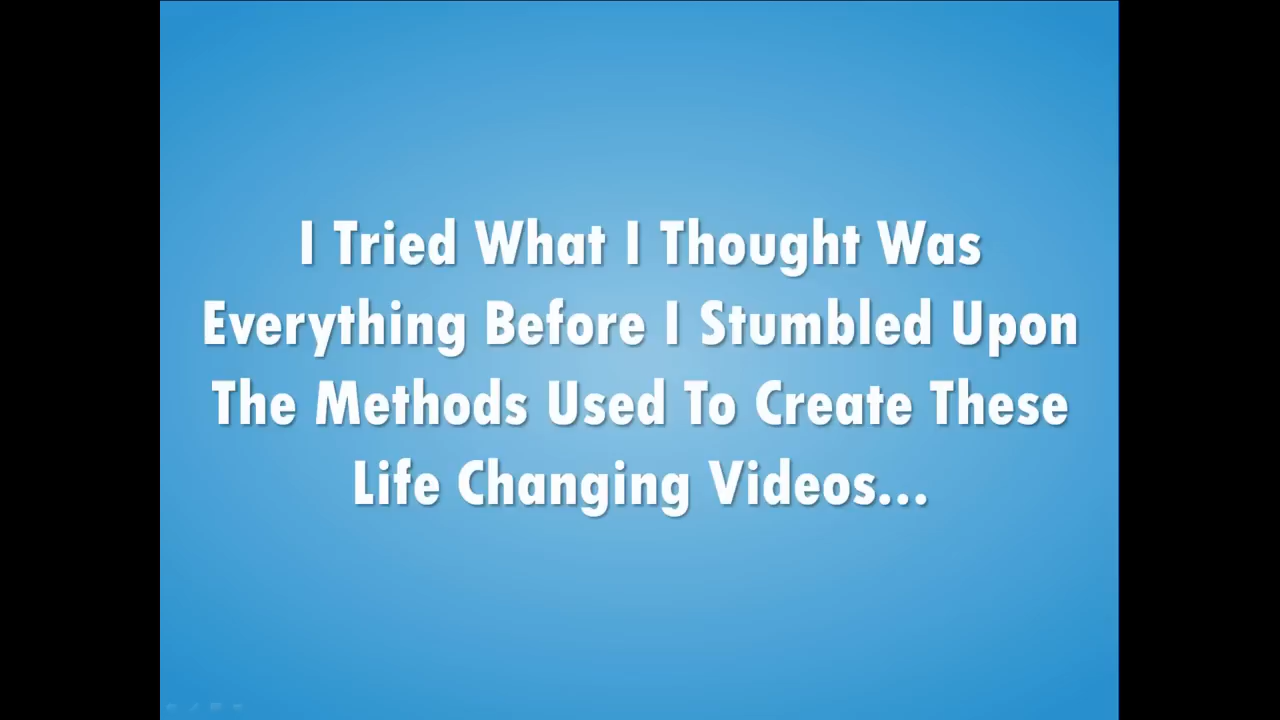 I Tried What I Thought Was
Everything Before I Stumbled Upon
The Methods Used To Create These
Life Changing Videos...